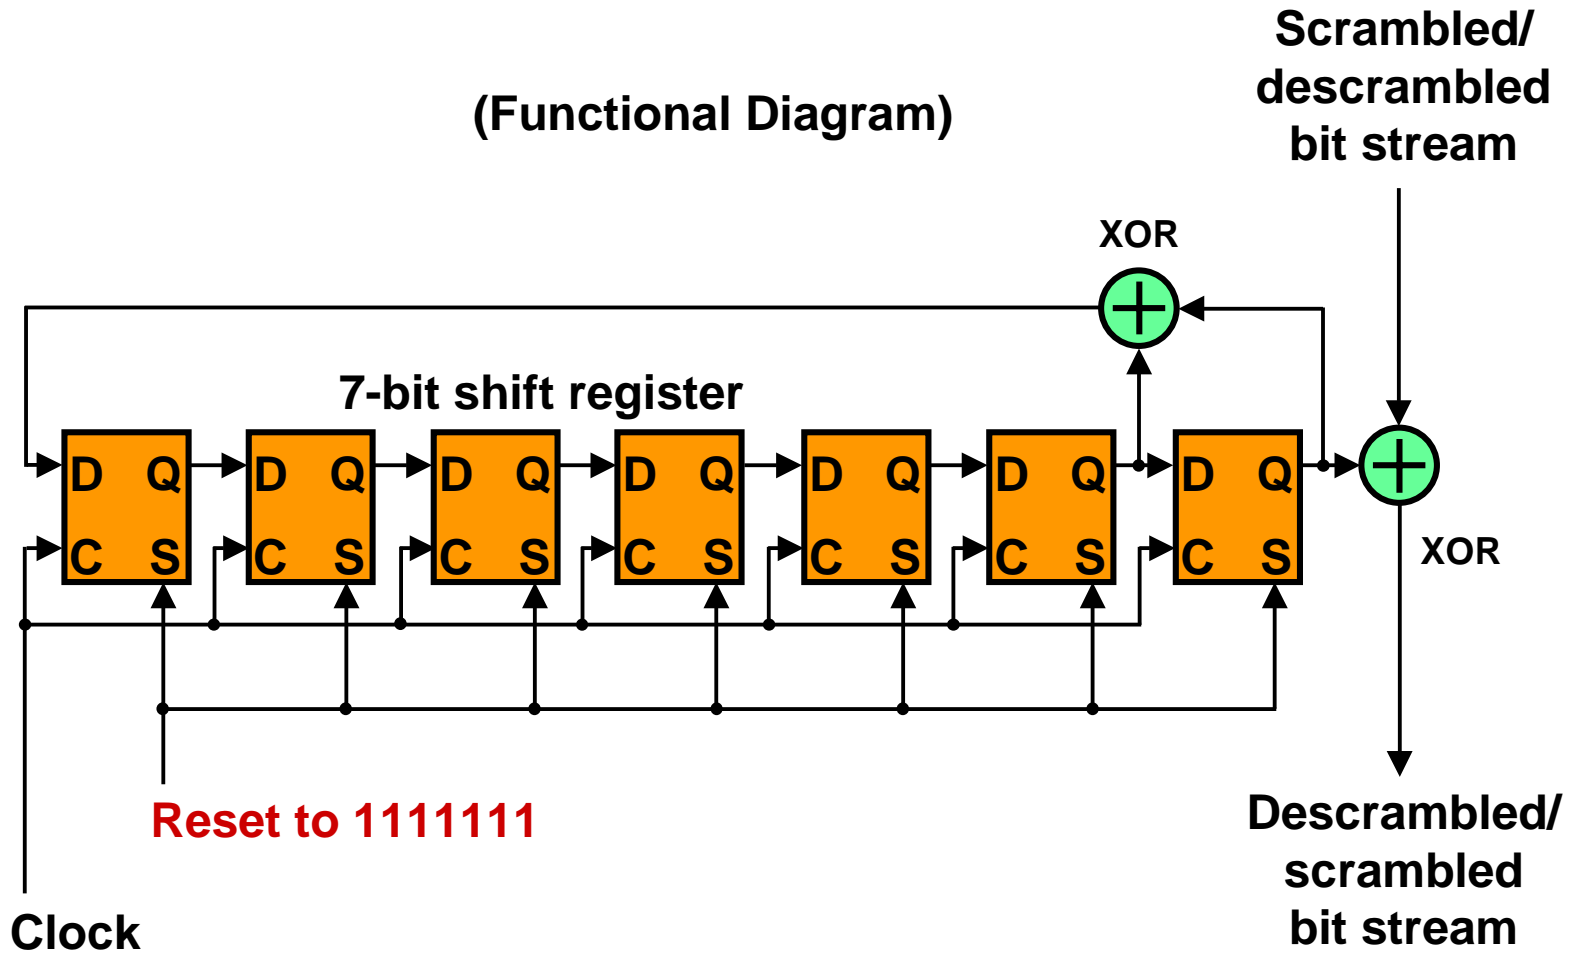 Scrambled/
descrambled
bit stream
(Functional Diagram)
XOR
7-bit shift register
D Q D Q D Q D Q D Q D Q D Q
C S C S C S C S C S C S C S
XOR
Reset to 1111111
Descrambled/
scrambled
bit stream
Clock